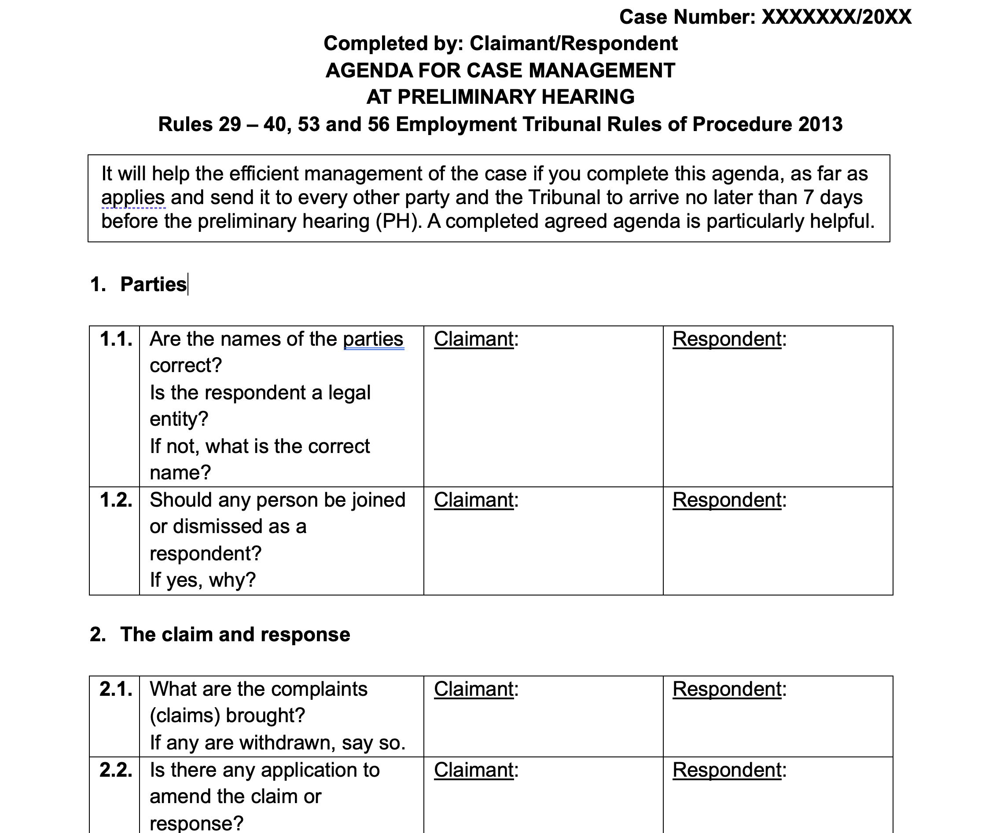 Case Number: XXXXXXX/20XX
Completed by: Claimant/Respondent
AGENDA FOR CASE MANAGEMENT
AT PRELIMINARY HEARING
Rules 29 – 40, 53 and 56 Employment Tribunal Rules of Procedure 2013
It will help the efficient management of the case if you complete this agenda, as far as
applies and send it to every other party and the Tribunal to arrive no later than 7 days
before the preliminary hearing (PH). A completed agreed agenda is particularly helpful.
1. Parties
1.1. Are the names of the parties
correct?
Is the respondent a legal
entity?
If not, what is the correct
name?
Claimant:
Respondent:
1.2. Should any person be joined
or dismissed as a
respondent?
If yes, why?
Claimant:
Respondent:
2. The claim and response
2.1. What are the complaints
(claims) brought?
If any are withdrawn, say so.
Claimant:
Respondent:
2.2. Is there any application to
amend the claim or
response?
Claimant:
Respondent: